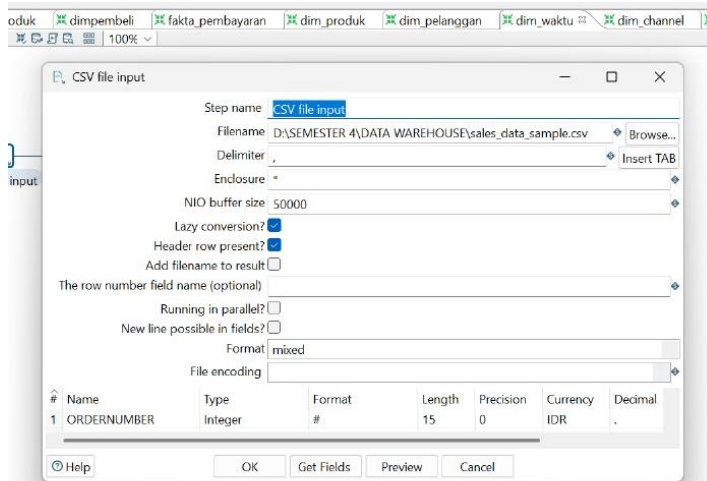 oduk dimpembeli fakta_pembayaran dim_produk dim_pelanggan dim_waktu dim_channel
100%
CSV file input
Step name CSV file input
Filename D:\SEMESTER 4\DATA WAREHOUSE\sales_data_sample.csv Browse...
Delimiter , Insert TAB
input Enclosure "
NIO buffer size 50000
Lazy conversion?
Header row present?
Add filename to result
The row number field name (optional)
Running in parallel?
New line possible in fields?
Format mixed
File encoding
# Name Type Format Length Precision Currency Decimal
1 ORDERNUMBER Integer # 15 0 IDR .
Help OK Get Fields Preview Cancel